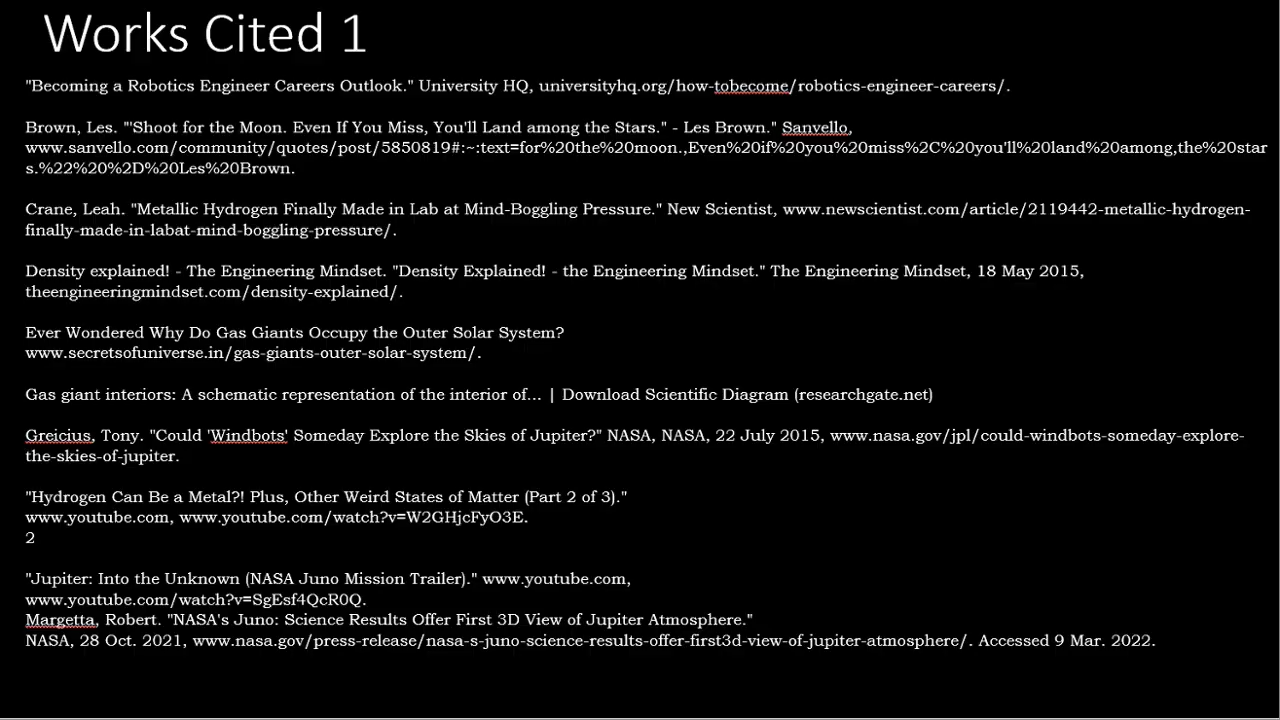 Works Cited 1
"Becoming a Robotics Engineer Careers Outlook." University HQ, universityhq.org/how-tobecome/robotics-engineer-careers/.
Brown, Les. "'Shoot for the Moon. Even If You Miss, You'll Land among the Stars." - Les Brown." Sanvello,
www.sanvello.com/community/quotes/post/5850819#:~:text=for%20the%20moon.,Even%20if%20you%20miss%2C%20you'll%20land%20among,the%20star
s.%22%20%2D%20Les%20Brown.
Crane, Leah. "Metallic Hydrogen Finally Made in Lab at Mind-Boggling Pressure." New Scientist, www.newscientist.com/article/2119442-metallic-hydrogen-
finally-made-in-labat-mind-boggling-pressure/.
Density explained! - The Engineering Mindset. "Density Explained! - the Engineering Mindset." The Engineering Mindset, 18 May 2015,
theengineeringmindset.com/density-explained/.
Ever Wondered Why Do Gas Giants Occupy the Outer Solar System?
www.secretsofuniverse.in/gas-giants-outer-solar-system/.
Gas giant interiors: A schematic representation of the interior of... | Download Scientific Diagram (researchgate.net)
Greicius, Tony. "Could 'Windbots' Someday Explore the Skies of Jupiter?" NASA, NASA, 22 July 2015, www.nasa.gov/jpl/could-windbots-someday-explore-
the-skies-of-jupiter.
"Hydrogen Can Be a Metal?! Plus, Other Weird States of Matter (Part 2 of 3)."
www.youtube.com, www.youtube.com/watch?v=W2GHjcFyO3E.
2
"Jupiter: Into the Unknown (NASA Juno Mission Trailer)." www.youtube.com,
www.youtube.com/watch?v=SgEsf4QcR0Q.
Margetta, Robert. "NASA's Juno: Science Results Offer First 3D View of Jupiter Atmosphere."
NASA, 28 Oct. 2021, www.nasa.gov/press-release/nasa-s-juno-science-results-offer-first3d-view-of-jupiter-atmosphere/. Accessed 9 Mar. 2022.